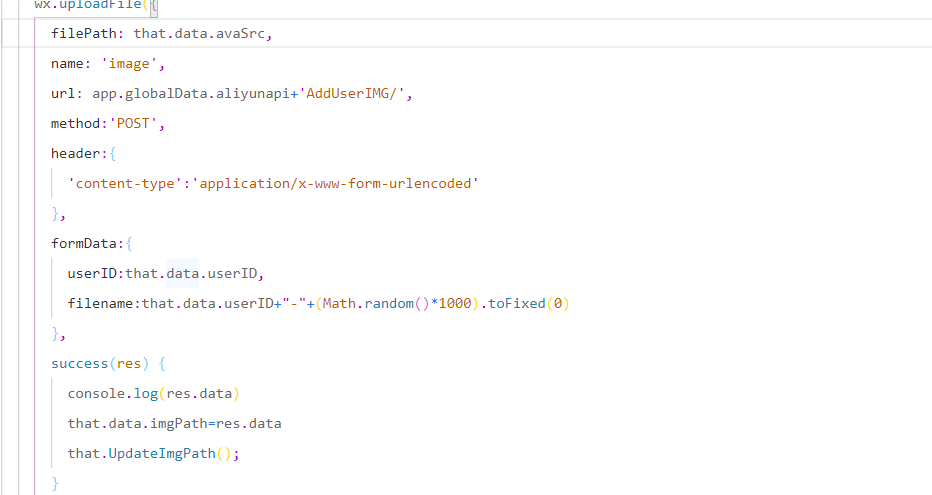 wx.uploadFile({
filePath: that.data.avaSrc,
name: 'image',
url: app.globalData.aliyunapi+'AddUserIMG/',
method:'POST',
header:{
'content-type':'application/x-www-form-urlencoded'
},
formData:{
userID:that.data.userID,
filename:that.data.userID+"-"+(Math.random()*1000).toFixed(0)
},
success(res) {
console.log(res.data)
that.data.imgPath=res.data
that.UpdateImgPath();
}